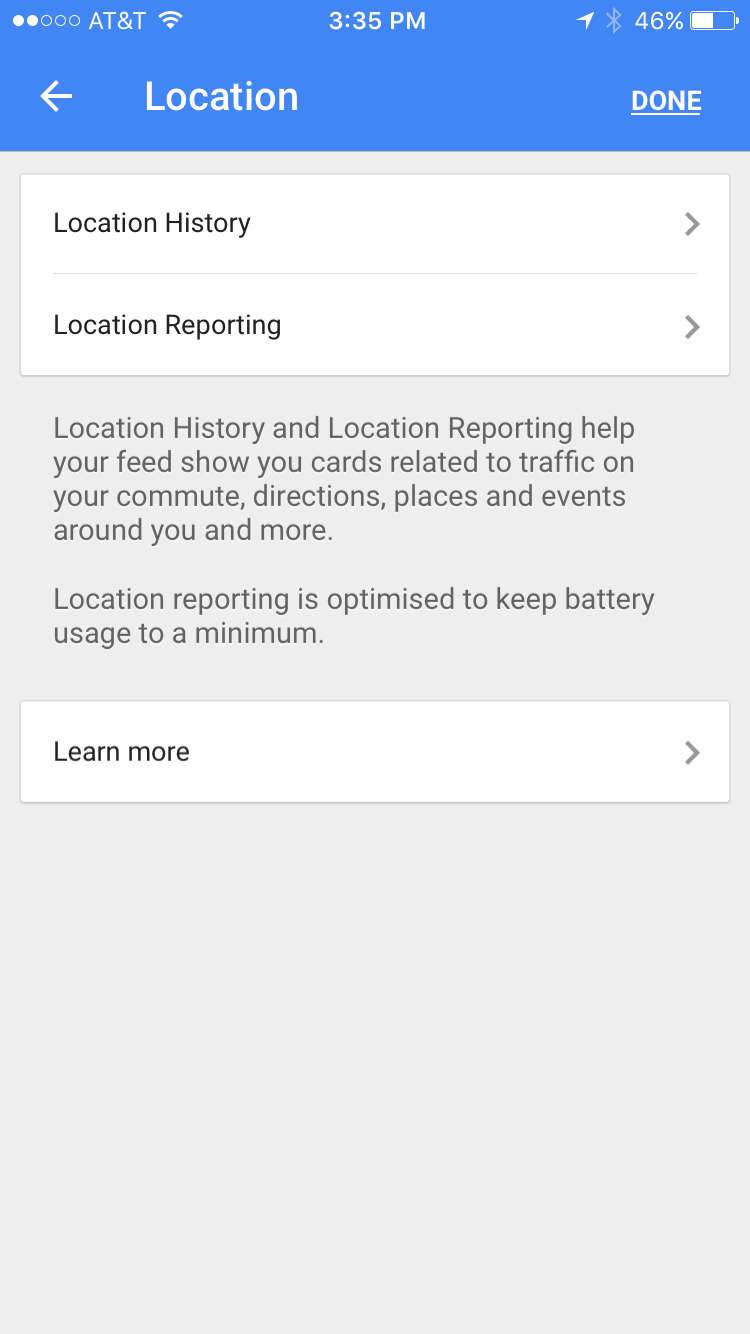 AT&T 3:35 PM 46%
Location DONE
Location History
Location Reporting
Location History and Location Reporting help
your feed show you cards related to traffic on
your commute, directions, places and events
around you and more.
Location reporting is optimised to keep battery
usage to a minimum.
Learn more